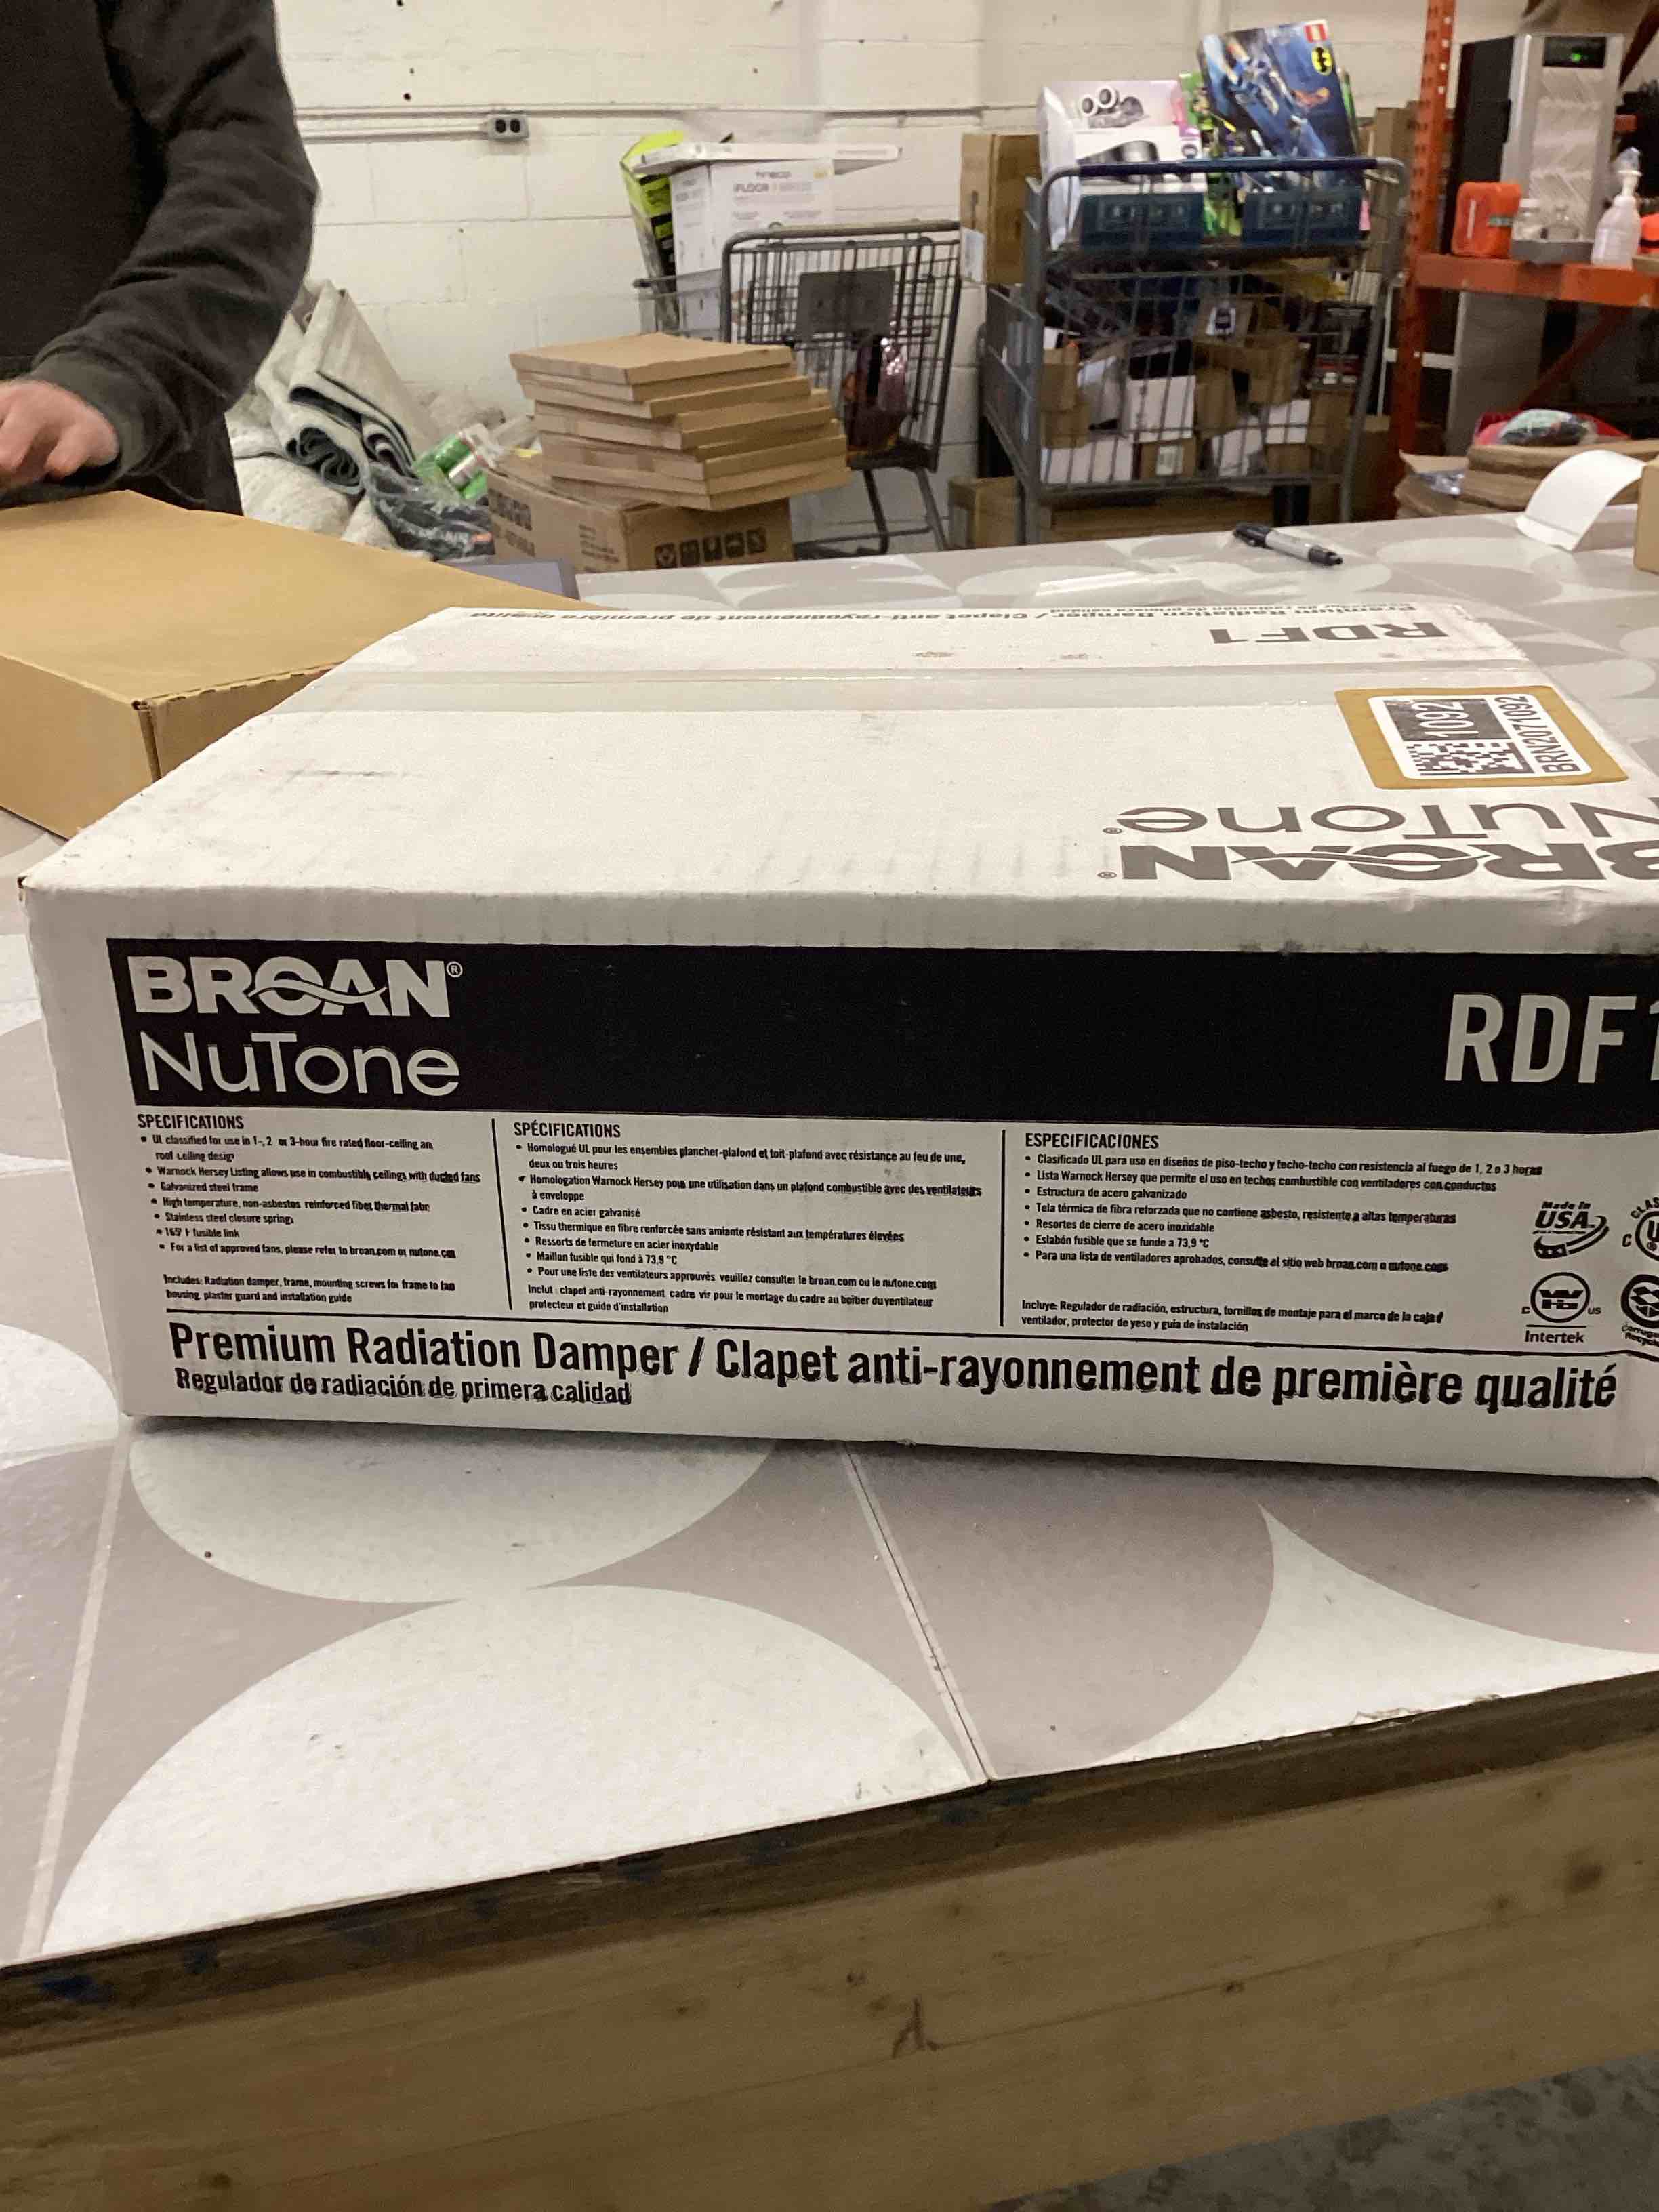 TINECO
iFLOOR
Premium Radiation Damper / Clapet anti-rayonnement de première qualité
RDF1
1092
BRN2071092
BROAN®
NuTone®
BROAN®
NuTone
RDF1
SPECIFICATIONS
• UL classified for use in 1-, 2 or 3-hour fire rated floor-ceiling an
roof ceiling desig
• Warnock Hersey Listing allows use in combustible ceilings with ducted fans
• Galvanized steel frame
• High temperature, non-asbestos reinforced fiber thermal fabr
• Stainless steel closure spring
• 165° F fusible link
• For a list of approved fans, please refer to broan.com or nutone.com
Includes: Radiation damper, frame, mounting screws for frame to fan
housing, plaster guard and installation guide
SPÉCIFICATIONS
• Homologué UL pour les ensembles plancher-plafond et toit-plafond avec résistance au feu de une,
deux ou trois heures
• Homologation Warnock Hersey pour une utilisation dans un plafond combustible avec des ventilateurs
à enveloppe
• Cadre en acier galvanisé
• Tissu thermique en fibre renforcée sans amiante résistant aux températures élevées
• Ressorts de fermeture en acier inoxydable
• Maillon fusible qui fond à 73,9 °C
• Pour une liste des ventilateurs approuvés veuillez consulter le broan.com ou le nutone.com
Inclut : clapet anti-rayonnement cadre vis pour le montage du cadre au boîtier du ventilateur
protecteur et guide d'installation
ESPECIFICACIONES
• Clasificado UL para uso en diseños de piso-techo y techo-techo con resistencia al fuego de 1, 2 o 3 horas
• Lista Warnock Hersey que permite el uso en techos combustible con ventiladores con conductos
• Estructura de acero galvanizado
• Tela térmica de fibra reforzada que no contiene asbesto, resistente a altas temperaturas
• Resortes de cierre de acero inoxidable
• Eslabón fusible que se funde a 73,9 °C
• Para una lista de ventiladores aprobados, consulte el sitio web broan.com o nutone.com
Incluye: Regulador de radiación, estructura, tornillos de montaje para el marco de la caja d
ventilador, protector de yeso y guía de instalación
Made in
USA
C
WH
US
Intertek
Premium Radiation Damper / Clapet anti-rayonnement de première qualité
Regulador de radiación de primera calidad